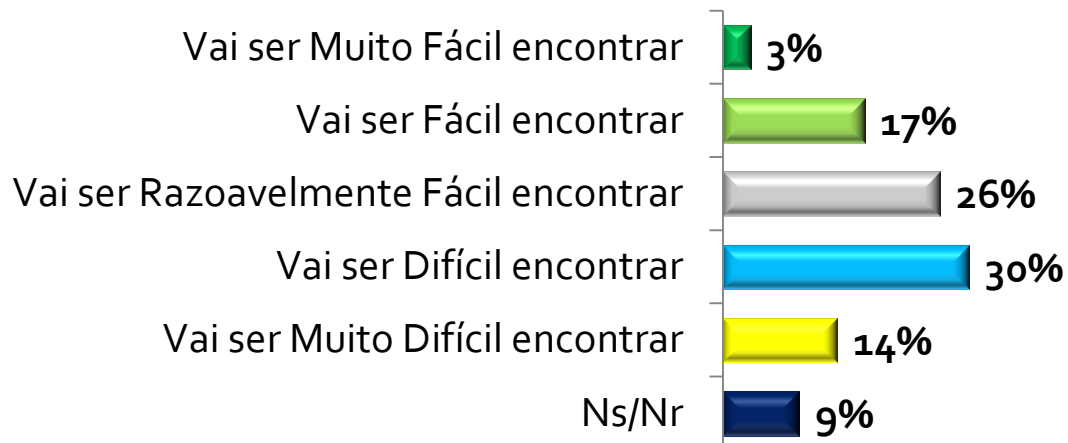 Vai ser Muito Fácil encontrar 3%
Vai ser Fácil encontrar 17%
Vai ser Razoavelmente Fácil encontrar 26%
Vai ser Difícil encontrar 30%
Vai ser Muito Difícil encontrar 14%
Ns/Nr 9%